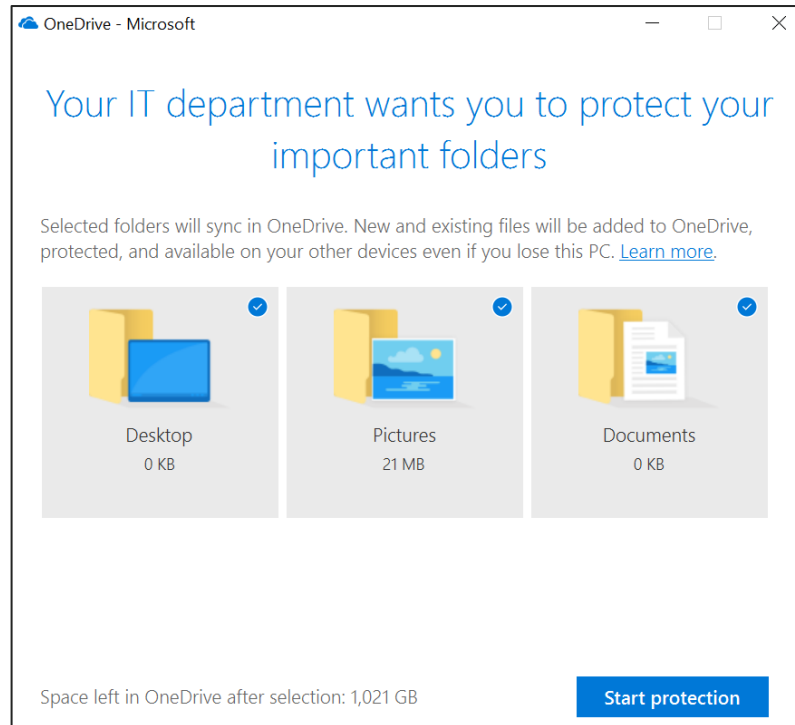 OneDrive - Microsoft
Your IT department wants you to protect your
important folders
Selected folders will sync in OneDrive. New and existing files will be added to OneDrive,
protected, and available on your other devices even if you lose this PC. Learn more.
Desktop
0 KB
Pictures
21 MB
Documents
0 KB
Space left in OneDrive after selection: 1,021 GB
Start protection